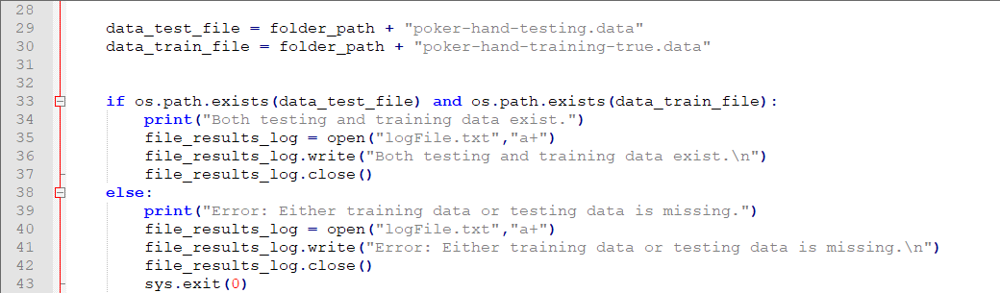 28
29 data_test_file = folder_path + "poker-hand-testing.data"
30 data_train_file = folder_path + "poker-hand-training-true.data"
31
32
33 if os.path.exists(data_test_file) and os.path.exists(data_train_file):
34 print("Both testing and training data exist.")
35 file_results_log = open("logFile.txt","a+")
36 file_results_log.write("Both testing and training data exist.\n")
37 file_results_log.close()
38 else:
39 print("Error: Either training data or testing data is missing.")
40 file_results_log = open("logFile.txt","a+")
41 file_results_log.write("Error: Either training data or testing data is missing.\n")
42 file_results_log.close()
43 sys.exit(0)